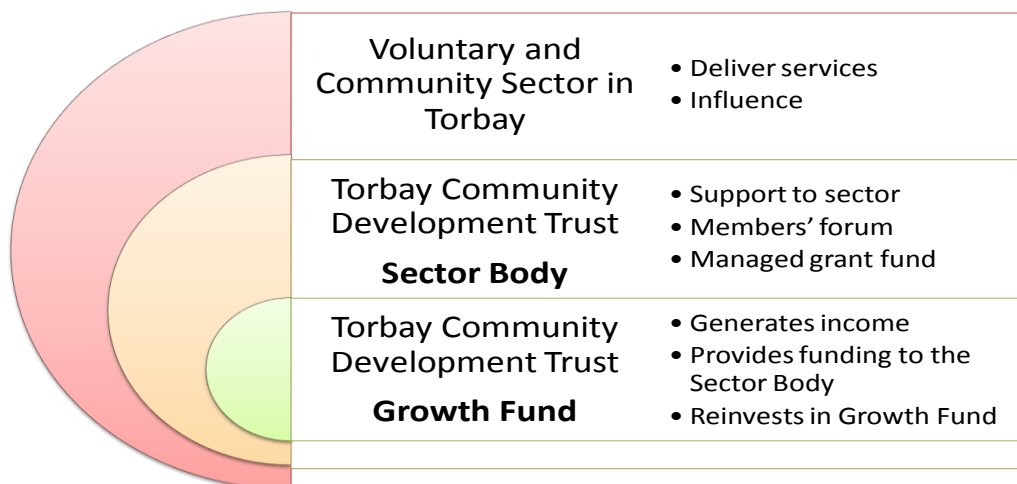 Voluntary and
Community Sector in
Torbay
• Deliver services
• Influence
Torbay Community
Development Trust
Sector Body
• Support to sector
• Members’ forum
• Managed grant fund
Torbay Community
Development Trust
Growth Fund
• Generates income
• Provides funding to the
Sector Body
• Reinvests in Growth Fund